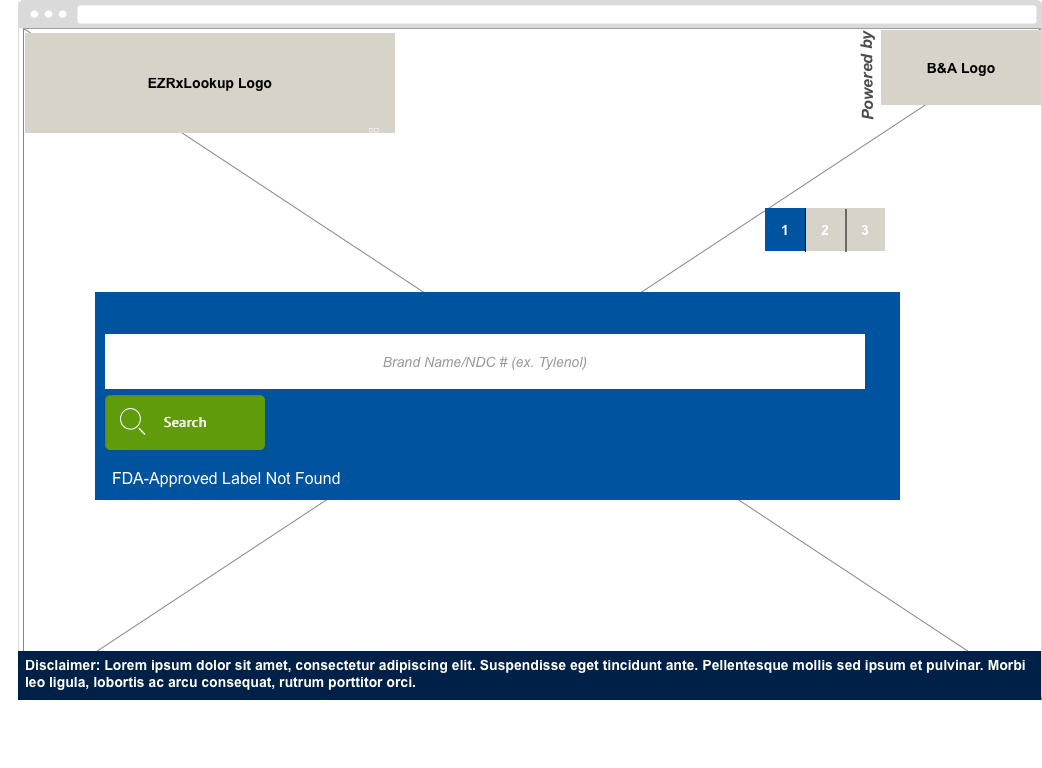 EZRxLookup Logo
Powered by
B&A Logo
1 2 3
Brand Name/NDC # (ex. Tylenol)
Search
FDA-Approved Label Not Found
Disclaimer: Lorem ipsum dolor sit amet, consectetur adipiscing elit. Suspendisse eget tincidunt ante. Pellentesque mollis sed ipsum et pulvinar. Morbi
leo ligula, lobortis ac arcu consequat, rutrum porttitor orci.